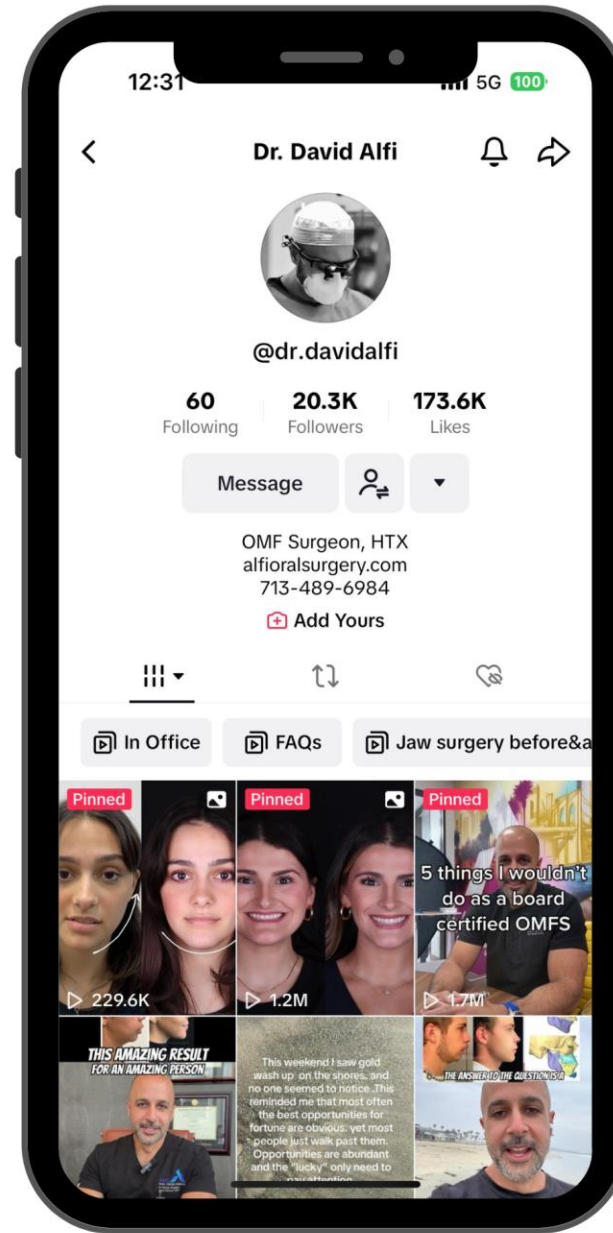 12:31
5G 100
Dr. David Alfi
@dr.davidalfi
60 20.3K 173.6K
Following Followers Likes
Message
OMF Surgeon, HTX
alfioralsurgery.com
713-489-6984
Add Yours
In Office FAQs Jaw surgery before&a
Pinned Pinned Pinned
5 things I wouldn't
do as a board
certified OMFS
229.6K 1.2M 1.7M
THIS AMAZING RESULT
FOR AN AMAZING PERSON
This weekend I saw gold
wash up on the shores, and
no one seemed to notice. This
reminded me that most often
the best opportunities for
fortune are obvious, yet most
people just walk past them.
Opportunities are abundant
and the "lucky" only need to
pay attention
THE ANSWER TO THE QUESTION IS A